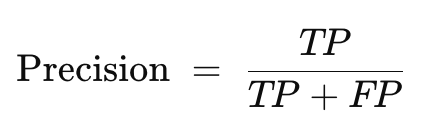 Precision = TP / TP + FP